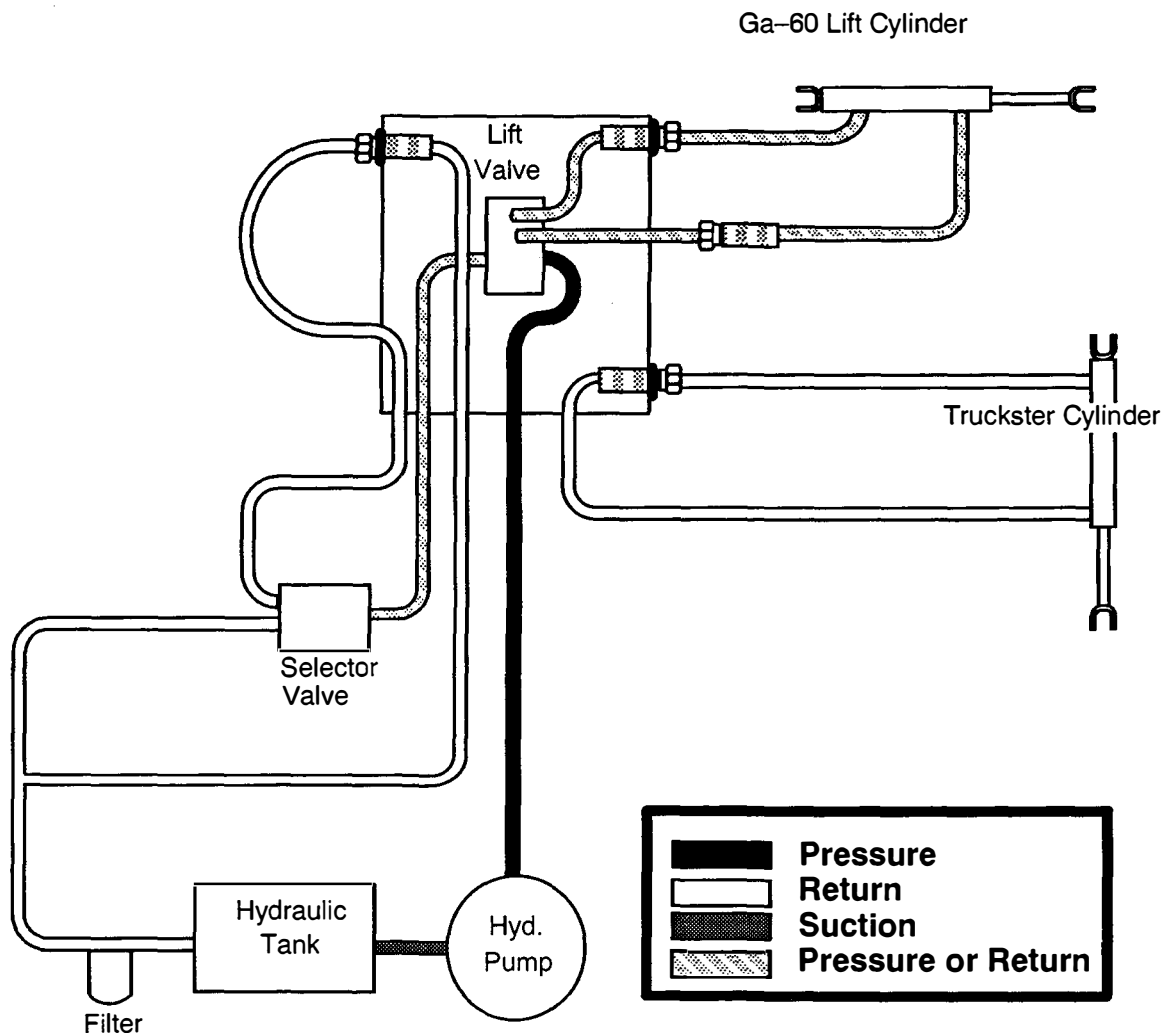 Ga–60 Lift Cylinder
Lift
Valve
Truckster Cylinder
Selector
Valve
Hydraulic
Tank
Hyd.
Pump
Filter
Pressure
Return
Suction
Pressure or Return